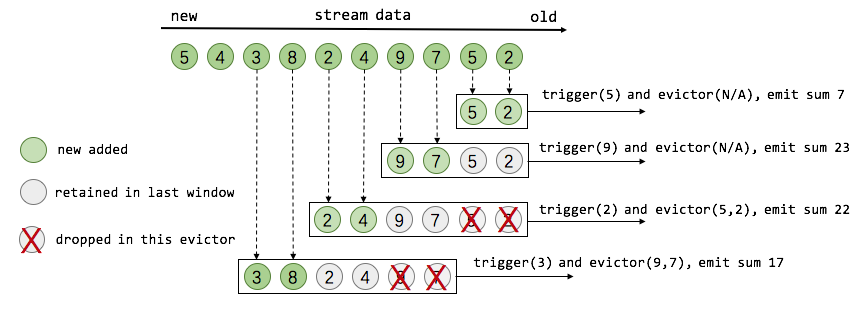 new stream data old
5 4 3 8 2 4 9 7 5 2
trigger(5) and evictor(N/A), emit sum 7
5 2
trigger(9) and evictor(N/A), emit sum 23
new added
9 7 5 2
retained in last window
trigger(2) and evictor(5,2), emit sum 22
2 4 9 7 5 2
dropped in this evictor
trigger(3) and evictor(9,7), emit sum 17
3 8 2 4 9 7